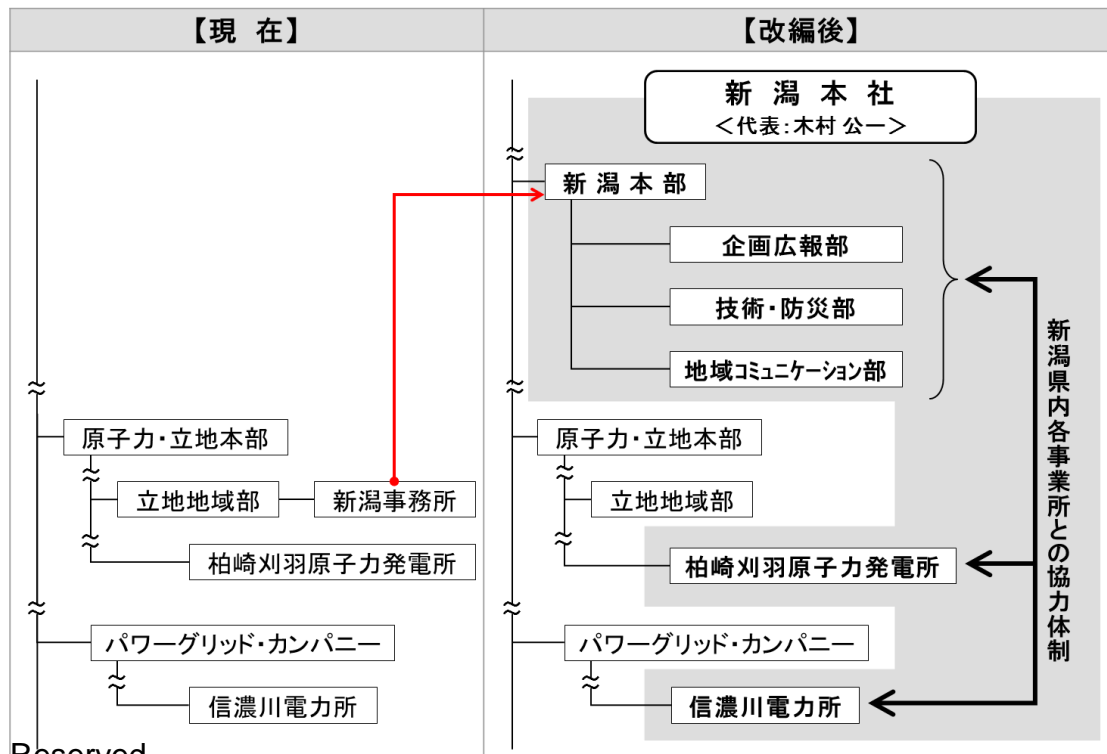 【現 在】
【改編後】
新 潟 本 社
＜代表：木村 公一＞
新 潟 本 部
企画広報部
技術・防災部
地域コミュニケーション部
新潟県内各事業所との協力体制
原子力・立地本部
立地地域部
新潟事務所
柏崎刈羽原子力発電所
パワーグリッド・カンパニー
信濃川電力所
原子力・立地本部
立地地域部
柏崎刈羽原子力発電所
パワーグリッド・カンパニー
信濃川電力所
Reserved